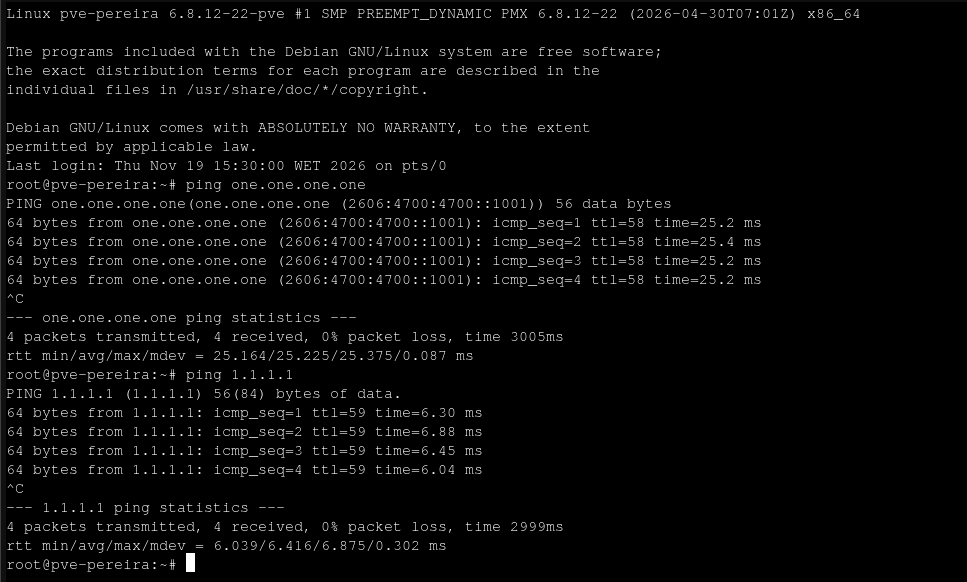 Linux pve-pereira 6.8.12-22-pve #1 SMP PREEMPT_DYNAMIC PMX 6.8.12-22 (2026-04-30T07:01Z) x86_64
The programs included with the Debian GNU/Linux system are free software;
the exact distribution terms for each program are described in the
individual files in /usr/share/doc/*/copyright.
Debian GNU/Linux comes with ABSOLUTELY NO WARRANTY, to the extent
permitted by applicable law.
Last login: Thu Nov 19 15:30:00 WET 2026 on pts/0
root@pve-pereira:~# ping one.one.one.one
PING one.one.one.one(one.one.one.one (2606:4700:4700::1001)) 56 data bytes
64 bytes from one.one.one.one (2606:4700:4700::1001): icmp_seq=1 ttl=58 time=25.2 ms
64 bytes from one.one.one.one (2606:4700:4700::1001): icmp_seq=2 ttl=58 time=25.4 ms
64 bytes from one.one.one.one (2606:4700:4700::1001): icmp_seq=3 ttl=58 time=25.2 ms
64 bytes from one.one.one.one (2606:4700:4700::1001): icmp_seq=4 ttl=58 time=25.2 ms
^C
--- one.one.one.one ping statistics ---
4 packets transmitted, 4 received, 0% packet loss, time 3005ms
rtt min/avg/max/mdev = 25.164/25.225/25.375/0.087 ms
root@pve-pereira:~# ping 1.1.1.1
PING 1.1.1.1 (1.1.1.1) 56(84) bytes of data.
64 bytes from 1.1.1.1: icmp_seq=1 ttl=59 time=6.30 ms
64 bytes from 1.1.1.1: icmp_seq=2 ttl=59 time=6.88 ms
64 bytes from 1.1.1.1: icmp_seq=3 ttl=59 time=6.45 ms
64 bytes from 1.1.1.1: icmp_seq=4 ttl=59 time=6.04 ms
^C
--- 1.1.1.1 ping statistics ---
4 packets transmitted, 4 received, 0% packet loss, time 2999ms
rtt min/avg/max/mdev = 6.039/6.416/6.875/0.302 ms
root@pve-pereira:~#